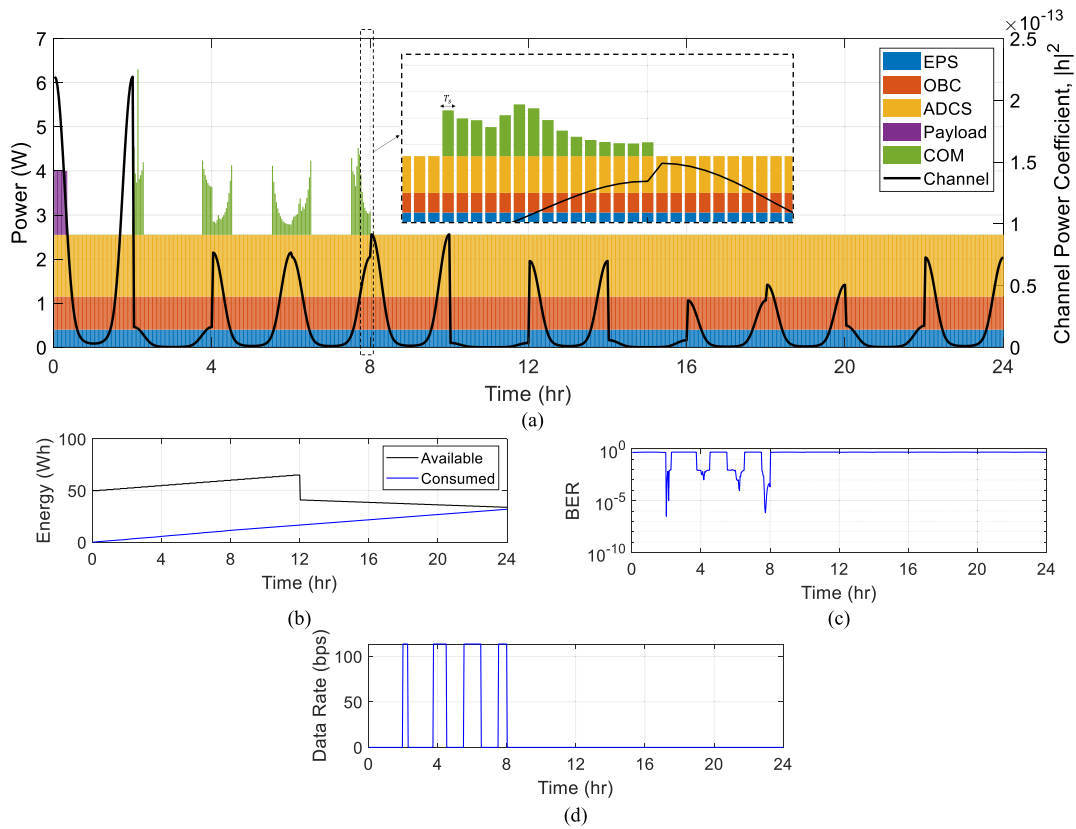 ×10^-13
7
6
5
4
3
2
1
0
Power (W)
2.5
2
1.5
1
0.5
0
Channel Power Coefficient, |h|²
T_s
EPS
OBC
ADCS
Payload
COM
Channel
0 4 8 12 16 20 24
Time (hr)
(a)
100
50
0
Energy (Wh)
Available
Consumed
0 4 8 12 16 20 24
Time (hr)
(b)
10^0
10^-5
10^-10
BER
0 4 8 12 16 20 24
Time (hr)
(c)
100
50
0
Data Rate (bps)
0 4 8 12 16 20 24
Time (hr)
(d)